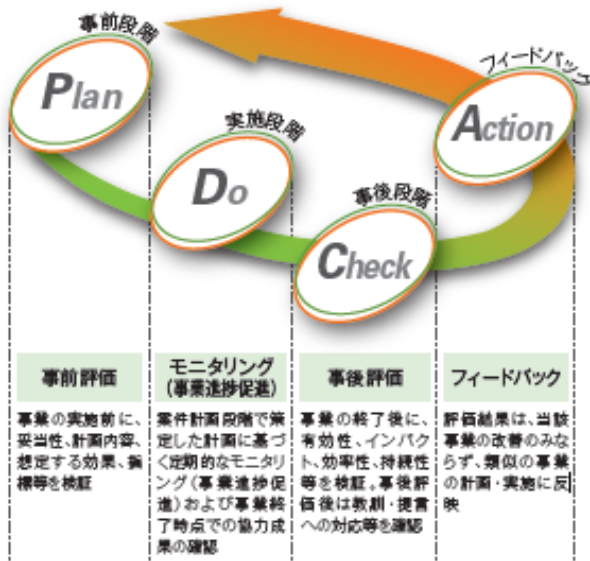 事前段階
Plan
実施段階
Do
事後段階
Check
フィードバック
Action
事前評価
事業の実施前に、
妥当性、計画内容、
想定する効果、指
標等を検証
モニタリング
(事業進捗促進)
案件計画段階で策
定した計画に基づ
く定期的なモニタリ
ング(事業進捗促
進)および事業終
了時点での協力成
果の確認
事後評価
事業の終了後に、
有効性、インパク
ト、効率性、持続性
等を検証。事後評
価後は教訓・提言
への対応等を確認
フィードバック
評価結果は、当該
事業の改善のみな
らず、類似の事業
の計画・実施に反
映